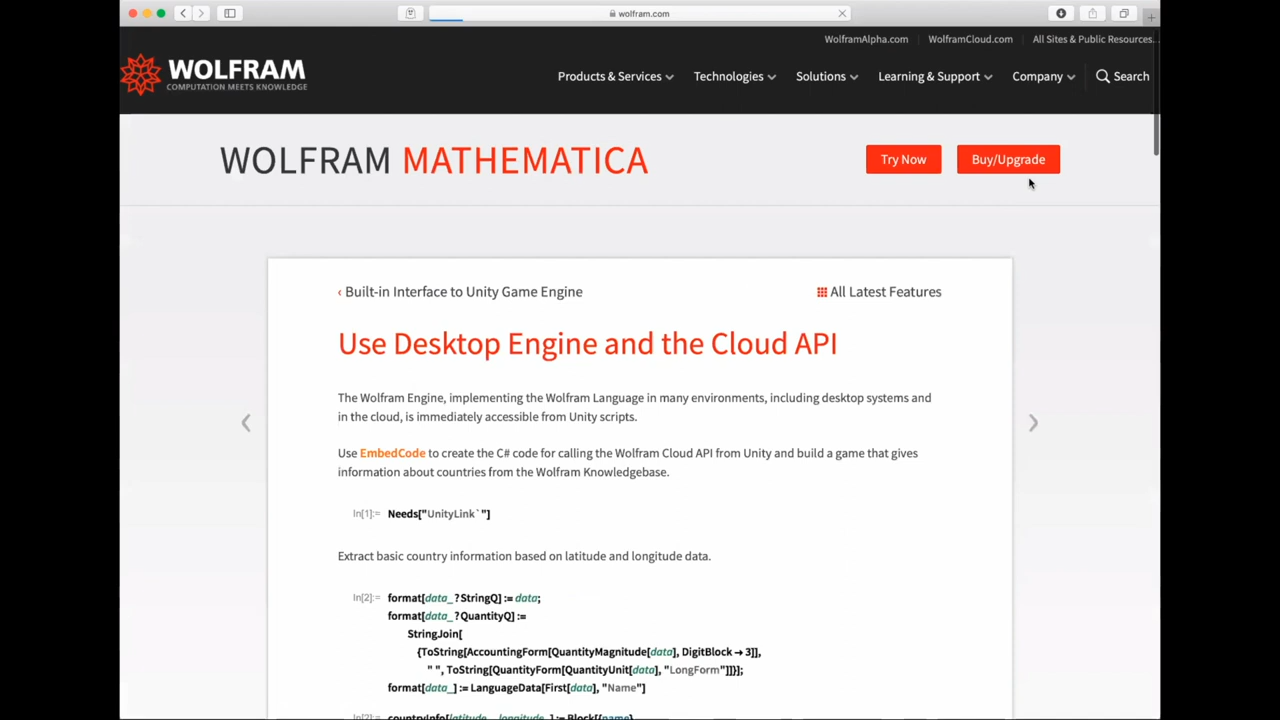 wolfram.com
WolframAlpha.com WolframCloud.com All Sites & Public Resources...
WOLFRAM
COMPUTATION MEETS KNOWLEDGE
Products & Services Technologies Solutions Learning & Support Company Search
WOLFRAM MATHEMATICA
Try Now Buy/Upgrade
‹ Built-in Interface to Unity Game Engine
All Latest Features
Use Desktop Engine and the Cloud API
The Wolfram Engine, implementing the Wolfram Language in many environments, including desktop systems and
in the cloud, is immediately accessible from Unity scripts.
Use EmbedCode to create the C# code for calling the Wolfram Cloud API from Unity and build a game that gives
information about countries from the Wolfram Knowledgebase.
In[1]:= Needs["UnityLink`"]
Extract basic country information based on latitude and longitude data.
In[2]:= format[data_?StringQ] := data;
format[data_?QuantityQ] :=
StringJoin[
{ToString[AccountingForm[QuantityMagnitude[data], DigitBlock → 3]],
" ", ToString[QuantityForm[QuantityUnit[data], "LongForm"]]}];
format[data_] := LanguageData[First[data], "Name"]
In[2]:= countryInfo[latitude_, longitude_] := Block[{name}